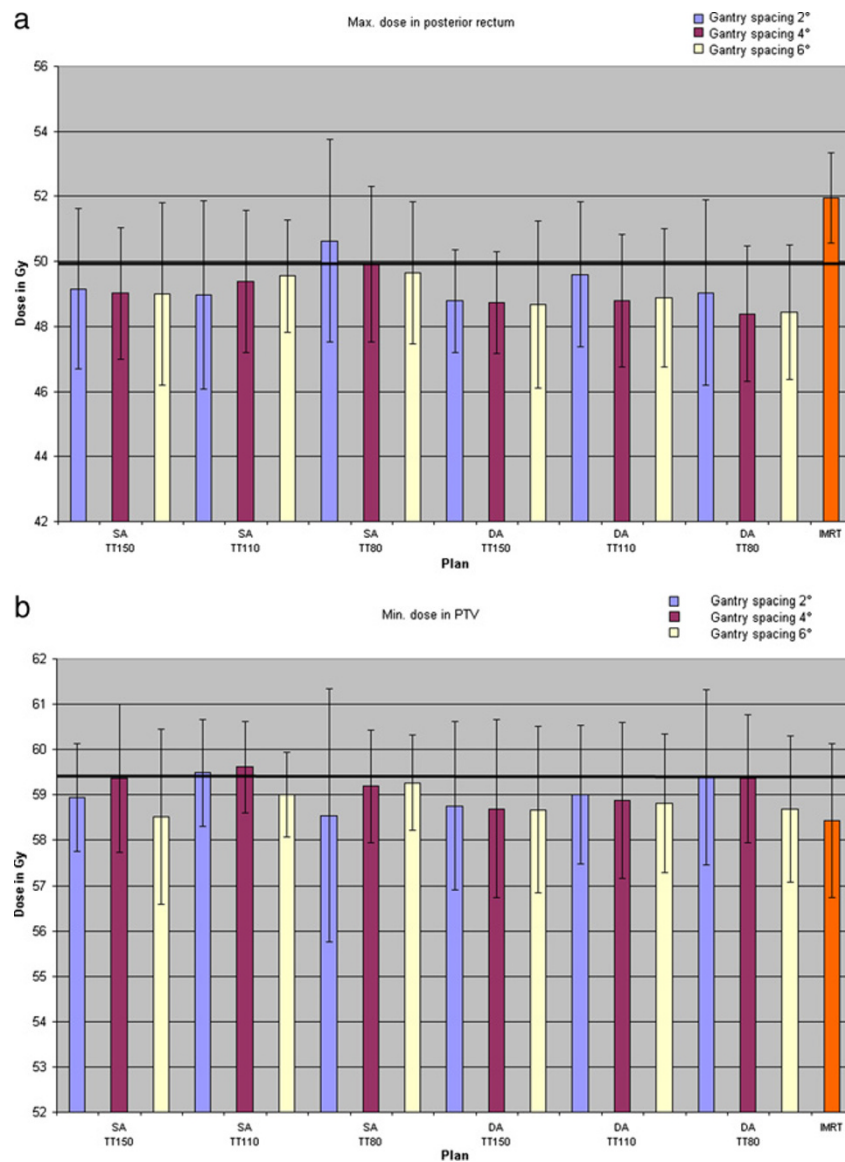 a
Max. dose in posterior rectum
Gantry spacing 2°
Gantry spacing 4°
Gantry spacing 6°
56
54
52
50
48
46
44
42
Dose in Gy
SA SA SA DA DA DA IMRT
TT150 TT110 TT80 TT150 TT110 TT80
Plan
b
Min. dose in PTV
Gantry spacing 2°
Gantry spacing 4°
Gantry spacing 6°
62
61
60
59
58
57
56
55
54
53
52
Dose in Gy
SA SA SA DA DA DA IMRT
TT150 TT110 TT80 TT150 TT110 TT80
Plan